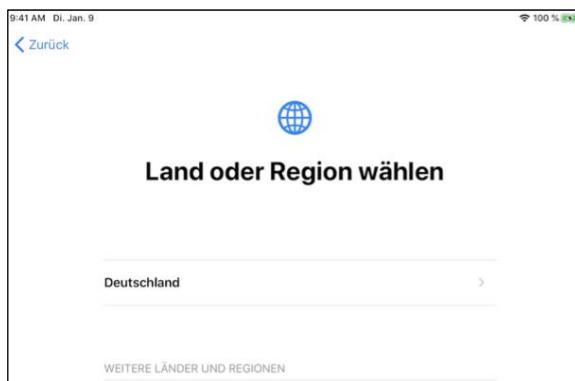 9:41 AM Di. Jan. 9 100 %
Zurück
Land oder Region wählen
Deutschland
WEITERE LÄNDER UND REGIONEN